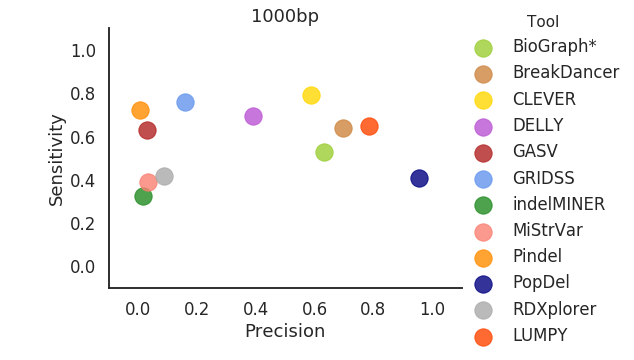 1000bp
Sensitivity
1.0
0.8
0.6
0.4
0.2
0.0
0.0 0.2 0.4 0.6 0.8 1.0
Precision
Tool
BioGraph*
BreakDancer
CLEVER
DELLY
GASV
GRIDSS
indelMINER
MiStrVar
Pindel
PopDel
RDXplorer
LUMPY